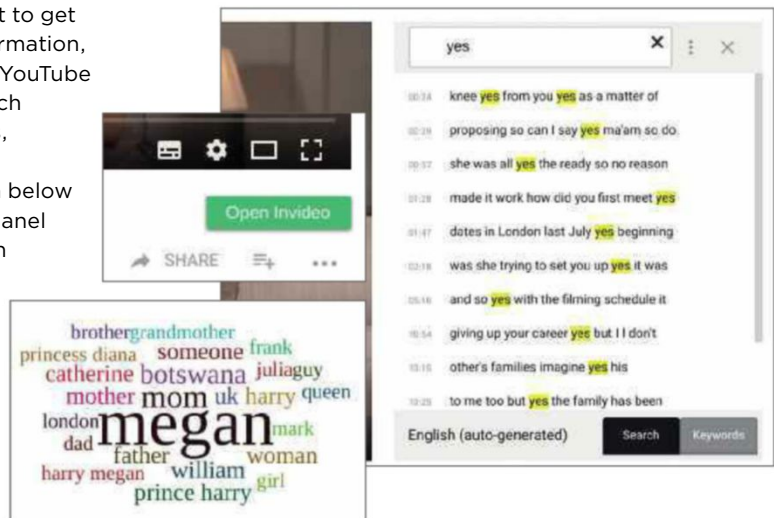 t to get
rmation,
YouTube
ch
,
below
anel
n
yes
knee yes from you yes as a matter of
proposing so can I say yes ma'am so do
00:57 she was all yes the ready so no reason
made it work how did you first meet yes
01:47 dates in London last July yes beginning
was she trying to set you up yes it was
and so yes with the filming schedule it
10:54 giving up your career yes but I I don't
other's families imagine yes his
to me too but yes the family has been
English (auto-generated)
Search
Keywords
Open Invideo
SHARE
brother grandmother
princess diana someone frank
catherine botswana julia guy
mother mom uk harry queen
london megan mark
dad father woman
harry megan william girl
prince harry